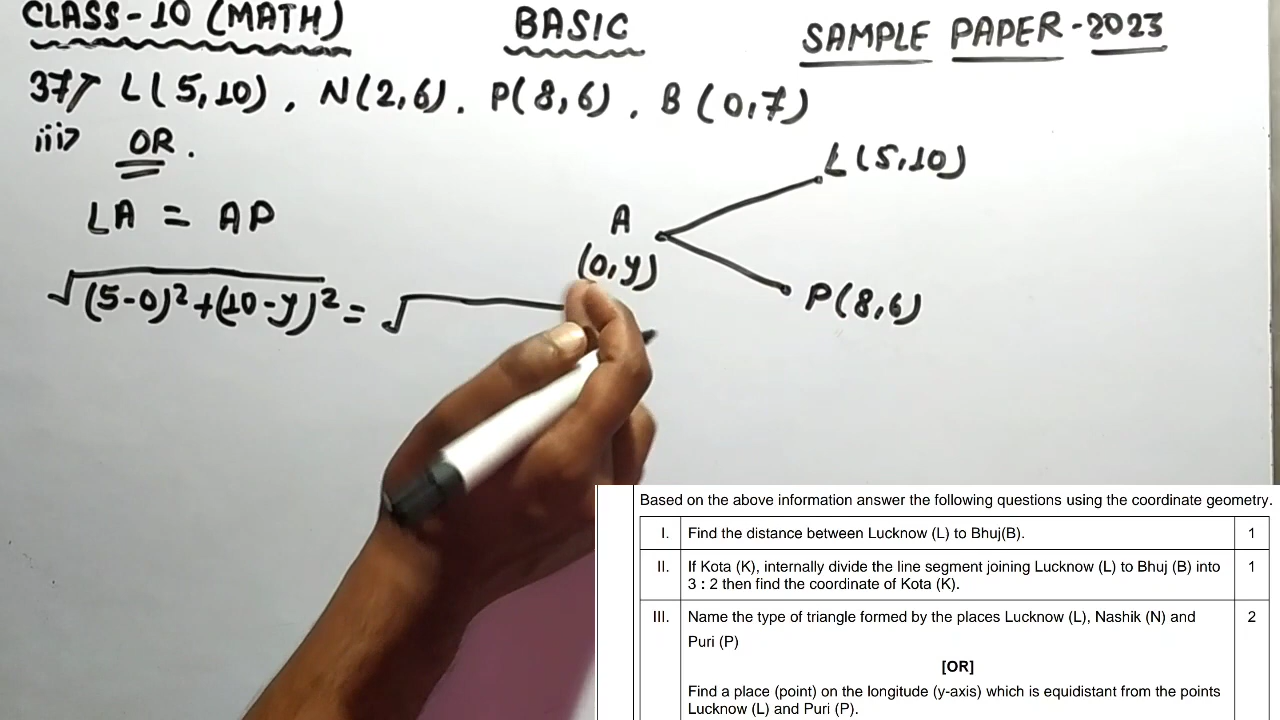 CLASS-10 (MATH) BASIC SAMPLE PAPER-2023
37> L(5,10), N(2,6). P(8,6). B(0,7)
iii> OR.
L(5,10)
LA = AP
A
(0,y)
P(8,6)
√(5-0)²+(10-y)² = √
Based on the above information answer the following questions using the coordinate geometry.
I. Find the distance between Lucknow (L) to Bhuj(B). 1
II. If Kota (K), internally divide the line segment joining Lucknow (L) to Bhuj (B) into 1
3 : 2 then find the coordinate of Kota (K).
III. Name the type of triangle formed by the places Lucknow (L), Nashik (N) and 2
Puri (P)
[OR]
Find a place (point) on the longitude (y-axis) which is equidistant from the points
Lucknow (L) and Puri (P).